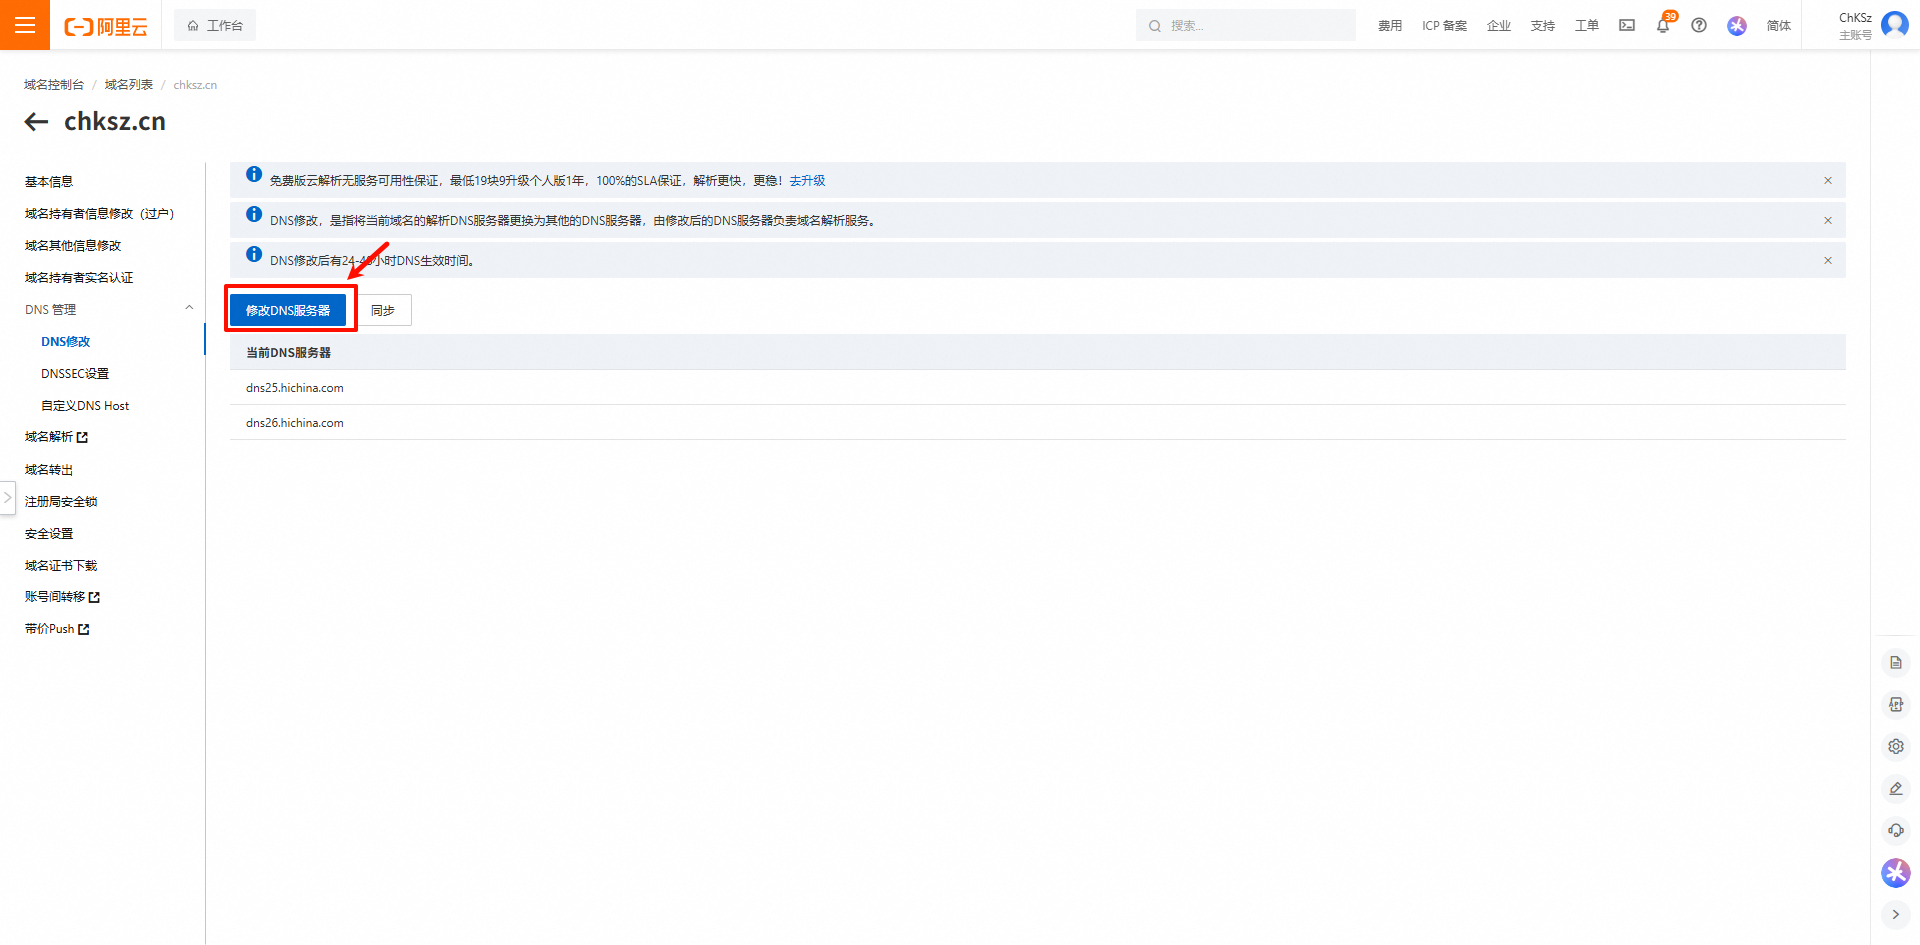 阿里云
工作台
搜索...
费用
ICP 备案
企业
支持
工单
39
简体
ChKSz
主账号
域名控制台 / 域名列表 / chksz.cn
chksz.cn
基本信息
域名持有者信息修改（过户）
域名其他信息修改
域名持有者实名认证
DNS 管理
DNS修改
DNSSEC设置
自定义DNS Host
域名解析
域名转出
注册局安全锁
安全设置
域名证书下载
账号间转移
带价Push
免费版云解析无服务可用性保证，最低19块9升级个人版1年，100%的SLA保证，解析更快，更稳！去升级
DNS修改，是指将当前域名的解析DNS服务器更换为其他的DNS服务器，由修改后的DNS服务器负责域名解析服务。
DNS修改后有24-48小时DNS生效时间。
修改DNS服务器
同步
当前DNS服务器
dns25.hichina.com
dns26.hichina.com